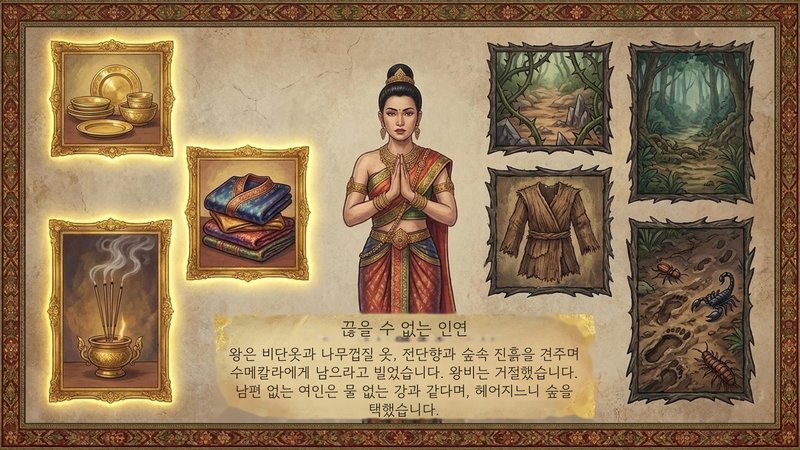 끊을 수 없는 인연
왕은 비단옷과 나무껍질 옷, 전단향과 숲속 진흙을 견주며
수메칼라에게 남으라고 빌었습니다. 왕비는 거절했습니다.
남편 없는 여인은 물 없는 강과 같다며, 헤어지느니 숲을
택했습니다.